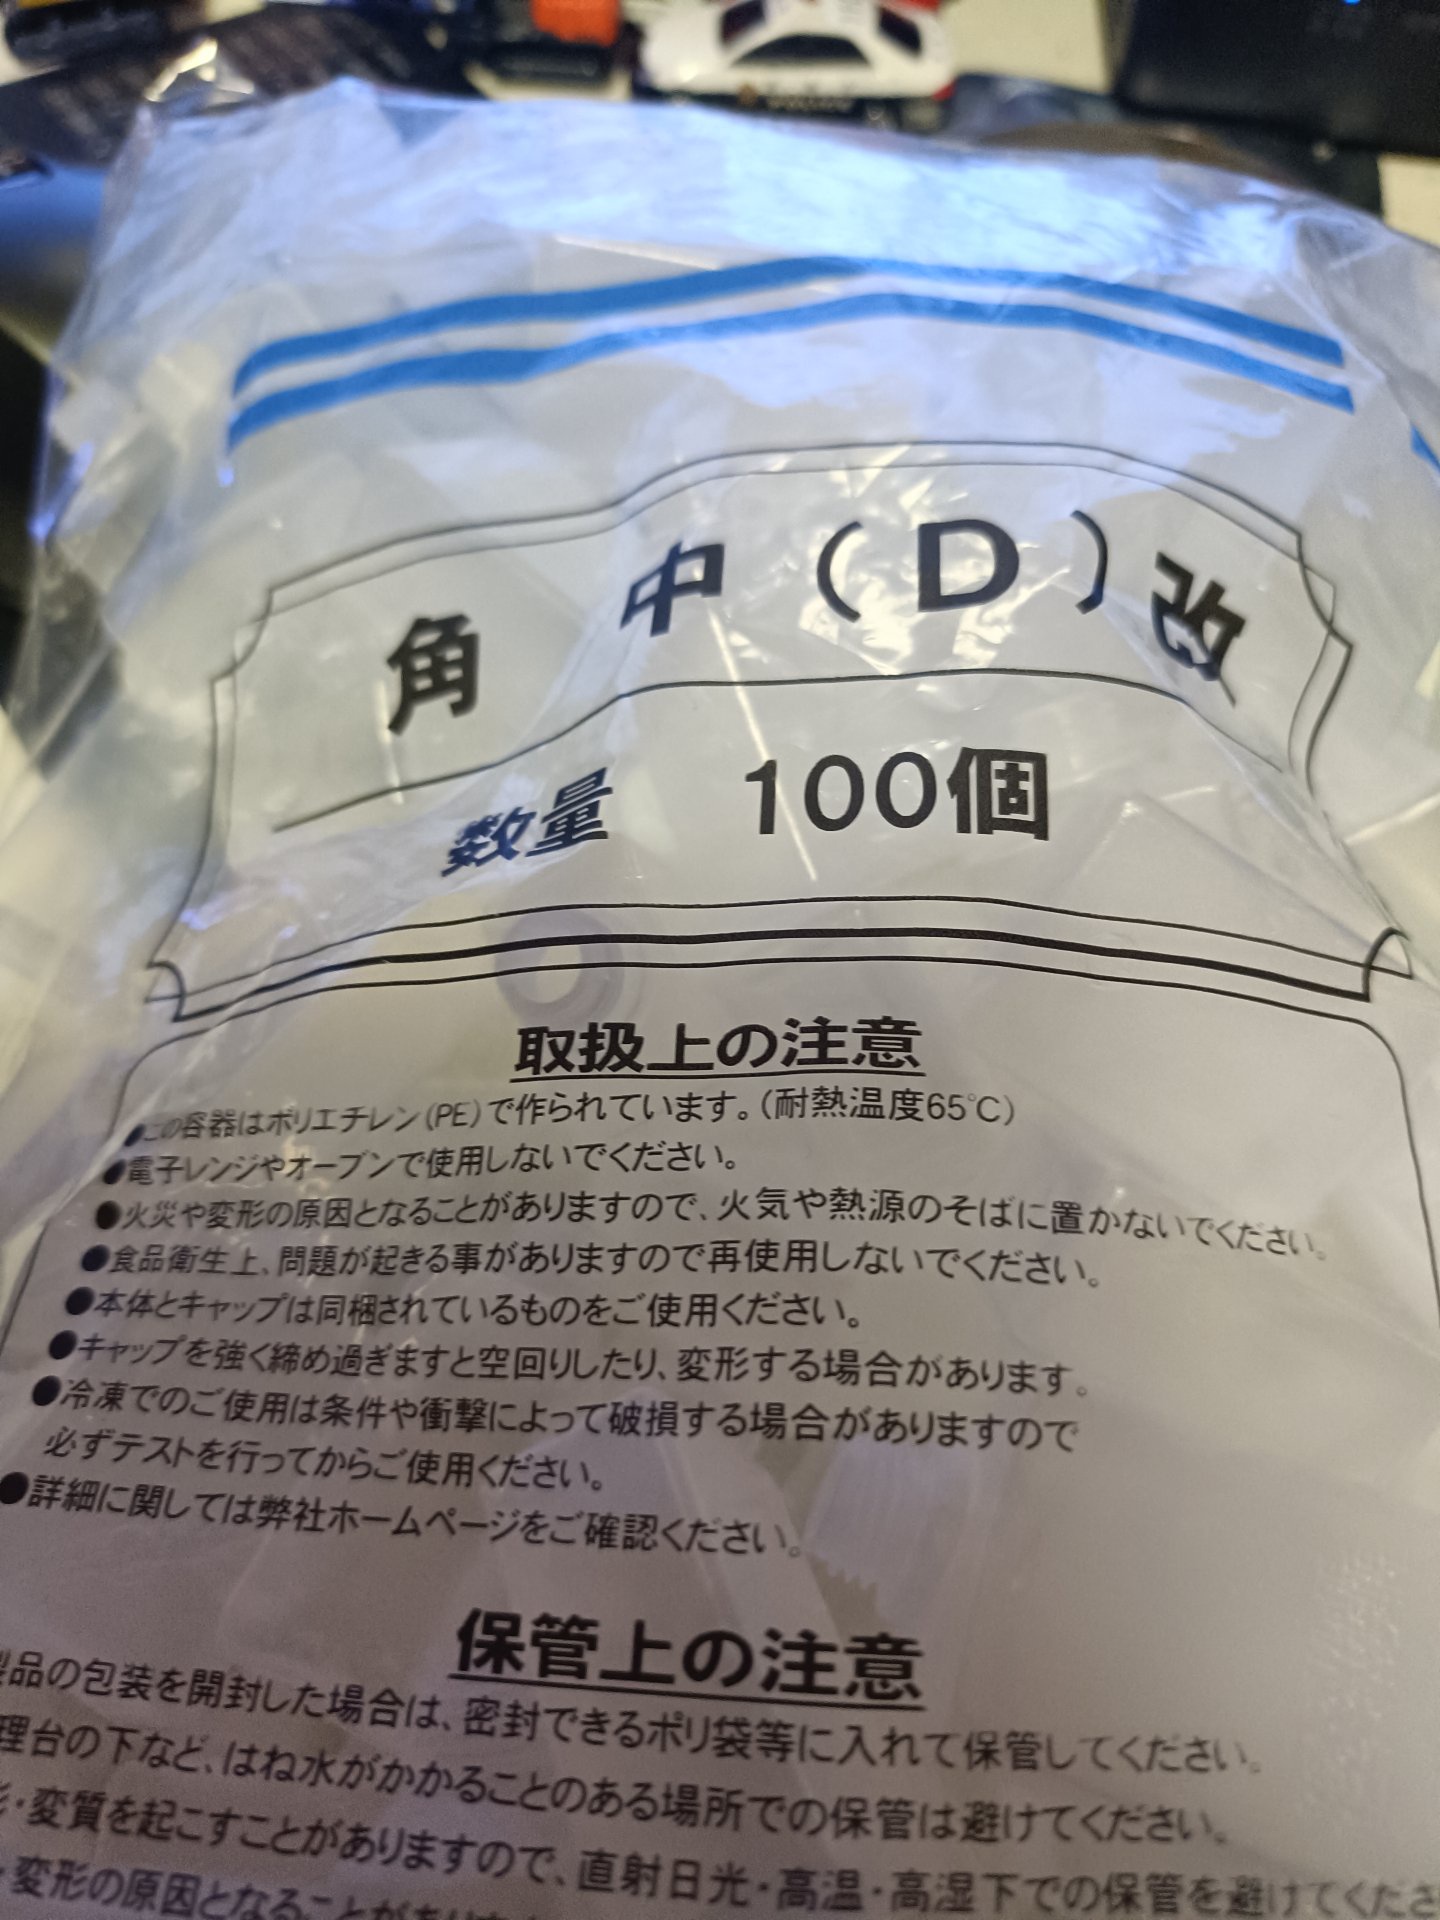 角 中（D）改
数量 100個
取扱上の注意
●この容器はポリエチレン(PE)で作られています。(耐熱温度65℃)
●電子レンジやオーブンで使用しないでください。
●火災や変形の原因となることがありますので、火気や熱源のそばに置かないでください。
●食品衛生上、問題が起きる事がありますので再使用しないでください。
●本体とキャップは同梱されているものをご使用ください。
●キャップを強く締め過ぎますと空回りしたり、変形する場合があります。
●冷凍でのご使用は条件や衝撃によって破損する場合がありますので
必ずテストを行ってからご使用ください。
●詳細に関しては弊社ホームページをご確認ください。
保管上の注意
製品の包装を開封した場合は、密封できるポリ袋等に入れて保管してください。
理台の下など、はね水がかかることのある場所での保管は避けてください。
・変質を起こすことがありますので、直射日光・高温・高湿下での保管を避けてくださ
・変形の原因となることがあります